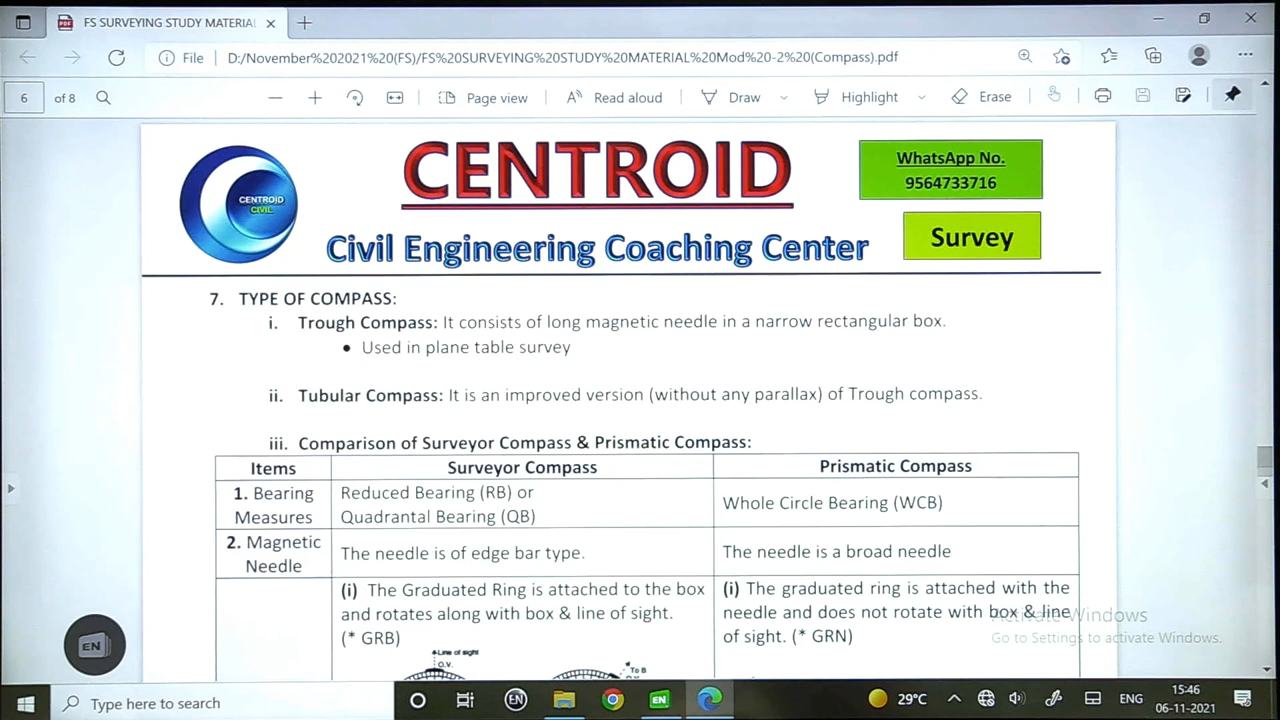 FS SURVEYING STUDY MATERIAL
File
D:/November%202021%20(FS)/FS%20SURVEYING%20STUDY%20MATERIAL%20Mod%20-2%20(Compass).pdf
6 of 8
Page view
Read aloud
Draw
Highlight
Erase
CENTROID
CIVIL
CENTROID
Civil Engineering Coaching Center
WhatsApp No.
9564733716
Survey
7. TYPE OF COMPASS:
i. Trough Compass: It consists of long magnetic needle in a narrow rectangular box.
• Used in plane table survey
ii. Tubular Compass: It is an improved version (without any parallax) of Trough compass.
iii. Comparison of Surveyor Compass & Prismatic Compass:
Items Surveyor Compass Prismatic Compass
1. Bearing
Measures
Reduced Bearing (RB) or
Quadrantal Bearing (QB)
Whole Circle Bearing (WCB)
2. Magnetic
Needle
The needle is of edge bar type.
The needle is a broad needle
(i) The Graduated Ring is attached to the box
and rotates along with box & line of sight.
(* GRB)
(i) The graduated ring is attached with the
needle and does not rotate with box & line
of sight. (* GRN)
Line of sight
O.V.
To B
Activate Windows
Go to Settings to activate Windows.
EN
Type here to search
EN
EN
29°C
ENG
15:46
06-11-2021